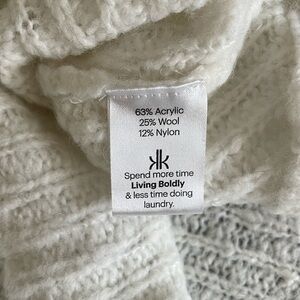 63% Acrylic
25% Wool
12% Nylon
kk
Spend more time
Living Boldly
& less time doing
laundry.